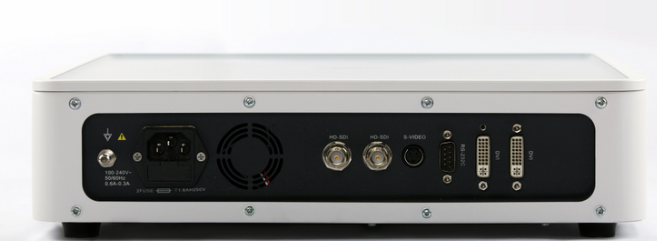 100-240V~
50/60Hz
0.6A-0.3A
HD-SDI
HD-SDI
S-VIDEO
RS-232C
DVI
DVI